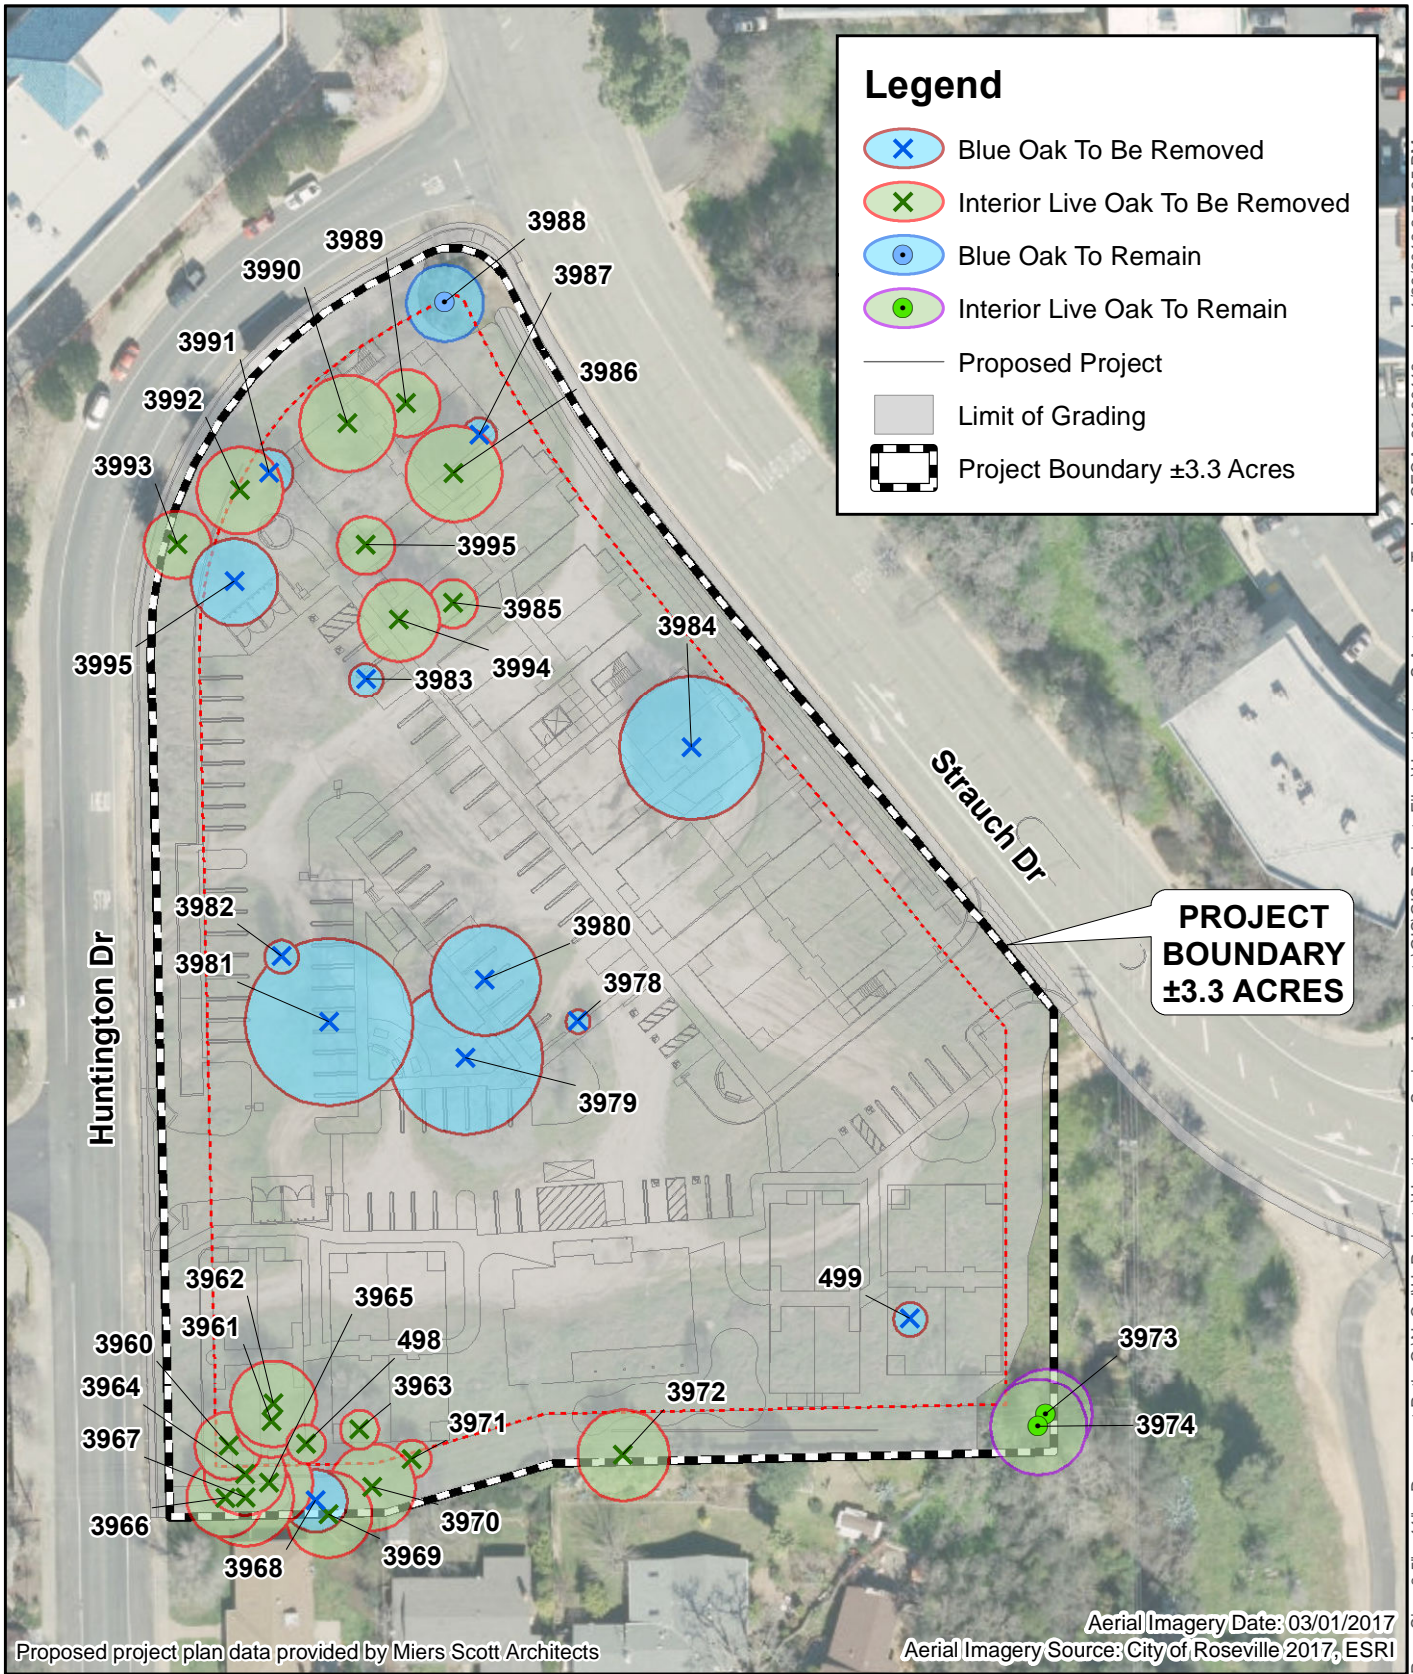 Legend
Blue Oak To Be Removed
Interior Live Oak To Be Removed
Blue Oak To Remain
Interior Live Oak To Remain
Proposed Project
Limit of Grading
Project Boundary ±3.3 Acres
3988
3989
3987
3990
3991
3986
3992
3993
3995
3985
3984
3995
3994
3983
Strauch Dr
3982
3980
PROJECT
BOUNDARY
±3.3 ACRES
3981
3978
Huntington Dr
3979
499
3962
3965
3961
3960
498
3973
3964
3963
3972
3974
3967
3971
3966
3970
3968
3969
Aerial Imagery Date: 03/01/2017
Proposed project plan data provided by Miers Scott Architects
Aerial Imagery Source: City of Roseville 2017, ESRI